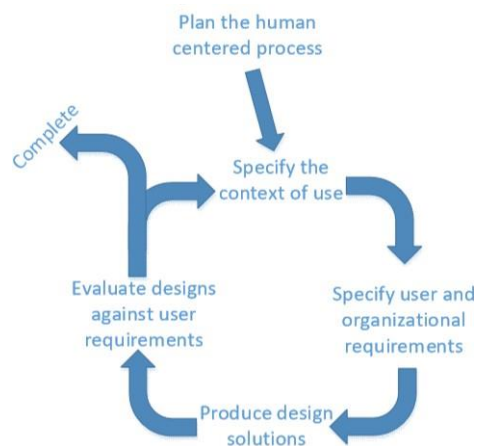 Plan the human
centered process
Complete
Specify the
context of use
Evaluate designs
against user
requirements
Specify user and
organizational
requirements
Produce design
solutions